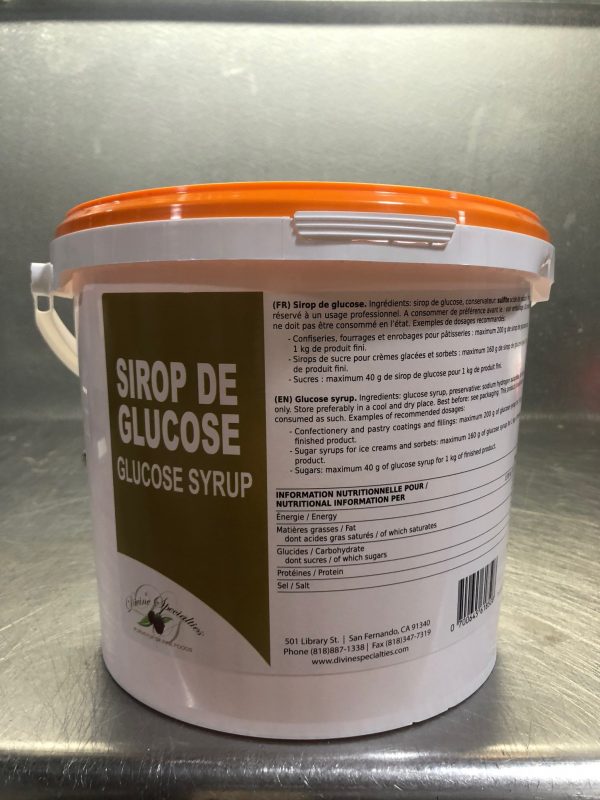 SIROP DE
GLUCOSE
GLUCOSE SYRUP
Divine Specialties
(FR) Sirop de glucose. Ingrédients: sirop de glucose, conservateur: sulfite
réservé à un usage professionnel. A consommer de préférence avant le :
ne doit pas être consommé en l'état. Exemples de dosages recommandés:
- Confiseries, fourrages et enrobages pour pâtisseries : maximum 200 g de sirop de
1 kg de produit fini.
- Sirops de sucre pour crèmes glacées et sorbets : maximum 160 g de sirop de
de produit fini.
- Sucres : maximum 40 g de sirop de glucose pour 1 kg de produit fini.
(EN) Glucose syrup. Ingredients: glucose syrup, preservative: sodium hydrogen
only. Store preferably in a cool and dry place. Best before: see packaging. This
consumed as such. Examples of recommended dosages:
- Confectionery and pastry coatings and fillings: maximum 200 g of glucose syrup for
finished product.
- Sugar syrups for ice creams and sorbets: maximum 160 g of glucose syrup for
product.
- Sugars: maximum 40 g of glucose syrup for 1 kg of finished product.
INFORMATION NUTRITIONNELLE POUR /
NUTRITIONAL INFORMATION PER
Énergie / Energy
Matières grasses / Fat
dont acides gras saturés / of which saturates
Glucides / Carbohydrate
dont sucres / of which sugars
Protéines / Protein
Sel / Salt
501 Library St. | San Fernando, CA 91340
Phone (818)887-1338 | Fax (818)347-7319
www.divinespecialties.com